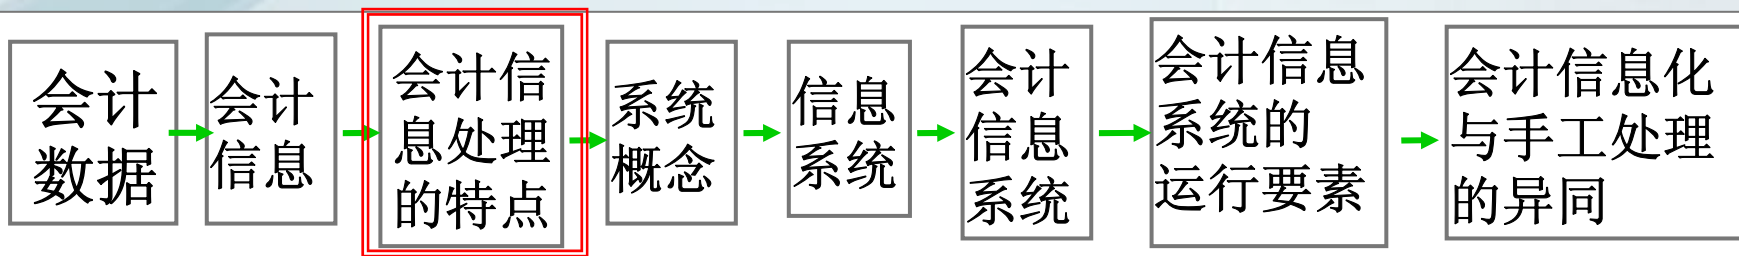 会计
数据
会计
信息
会计信
息处理
的特点
系统
概念
信息
系统
会计
信息
系统
会计信息
系统的
运行要素
会计信息化
与手工处理
的异同